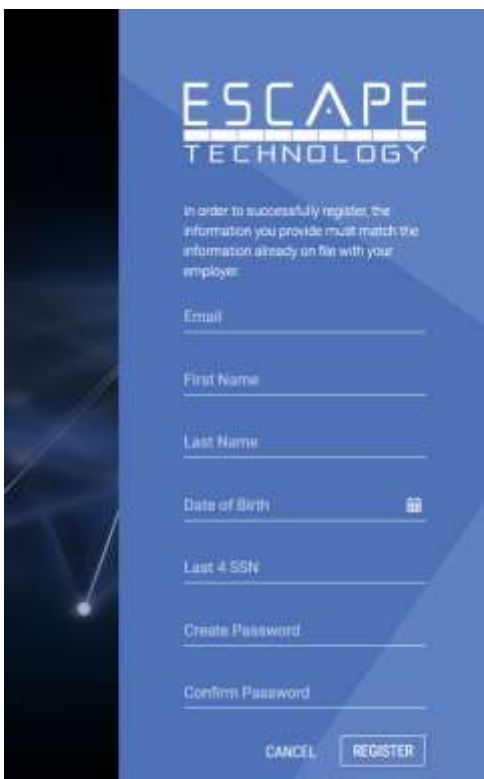 ESCAPE
TECHNOLOGY
In order to successfully register, the
information you provide must match the
information already on file with your
employer.
Email
First Name
Last Name
Date of Birth
Last 4 SSN
Create Password
Confirm Password
CANCEL REGISTER